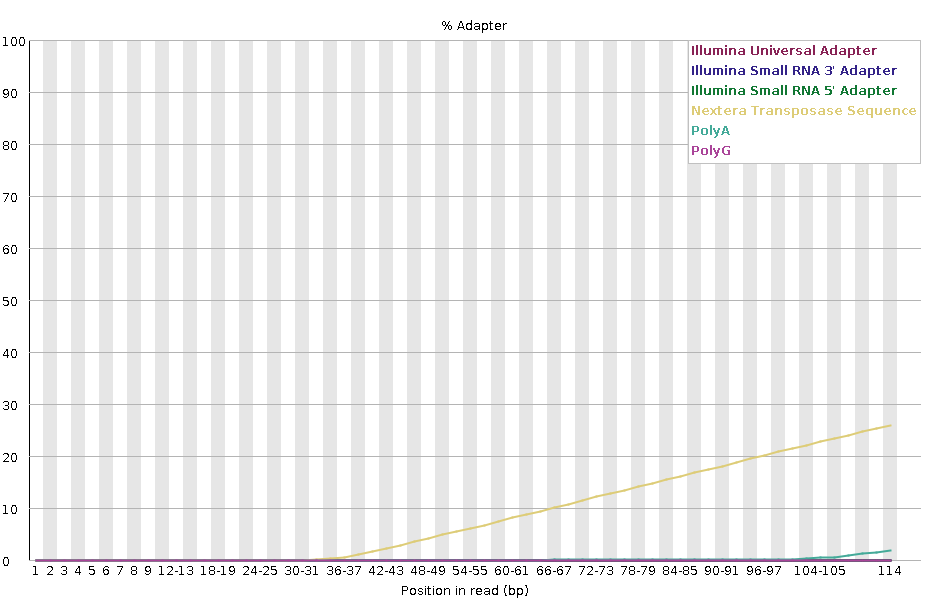 % Adapter
100
90
80
70
60
50
40
30
20
10
0
Illumina Universal Adapter
Illumina Small RNA 3' Adapter
Illumina Small RNA 5' Adapter
Nextera Transposase Sequence
PolyA
PolyG
1 2 3 4 5 6 7 8 9 12-13 18-19 24-25 30-31 36-37 42-43 48-49 54-55 60-61 66-67 72-73 78-79 84-85 90-91 96-97 104-105 114
Position in read (bp)